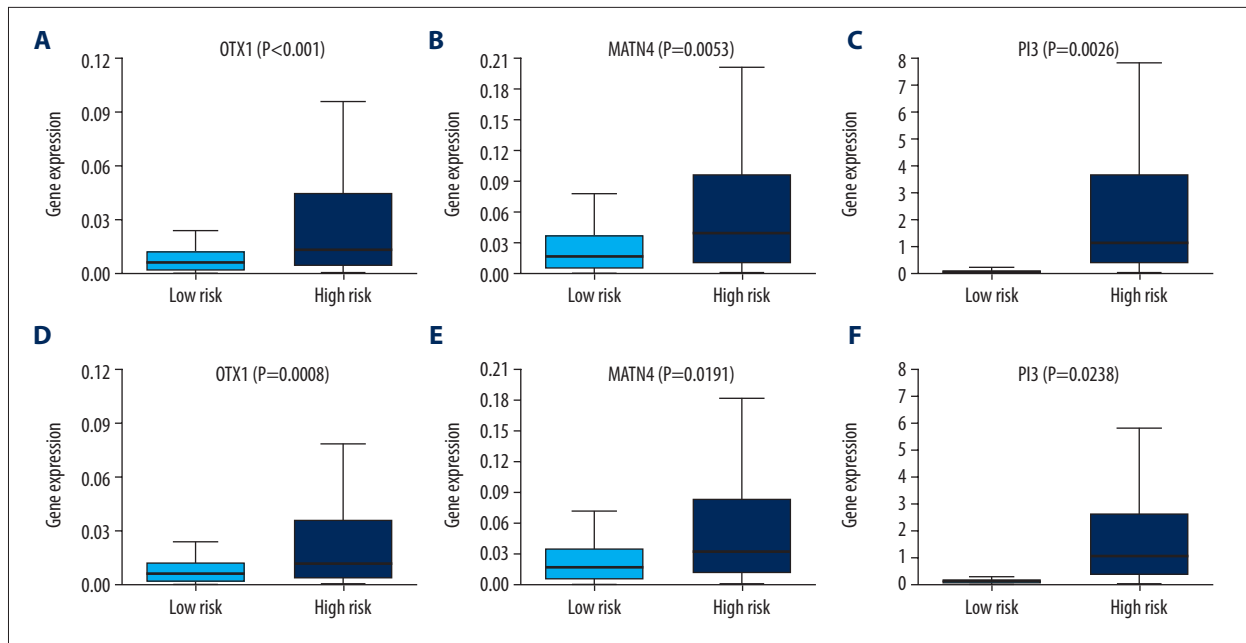 A
OTX1 (P<0.001)
Gene expression
0.12
0.09
0.06
0.03
0.00
Low risk
High risk
B
MATN4 (P=0.0053)
Gene expression
0.21
0.18
0.15
0.12
0.09
0.06
0.03
0.00
Low risk
High risk
C
PI3 (P=0.0026)
Gene expression
8
7
6
5
4
3
2
1
0
Low risk
High risk
D
OTX1 (P=0.0008)
Gene expression
0.12
0.09
0.06
0.03
0.00
Low risk
High risk
E
MATN4 (P=0.0191)
Gene expression
0.21
0.18
0.15
0.12
0.09
0.06
0.03
0.00
Low risk
High risk
F
PI3 (P=0.0238)
Gene expression
8
7
6
5
4
3
2
1
0
Low risk
High risk